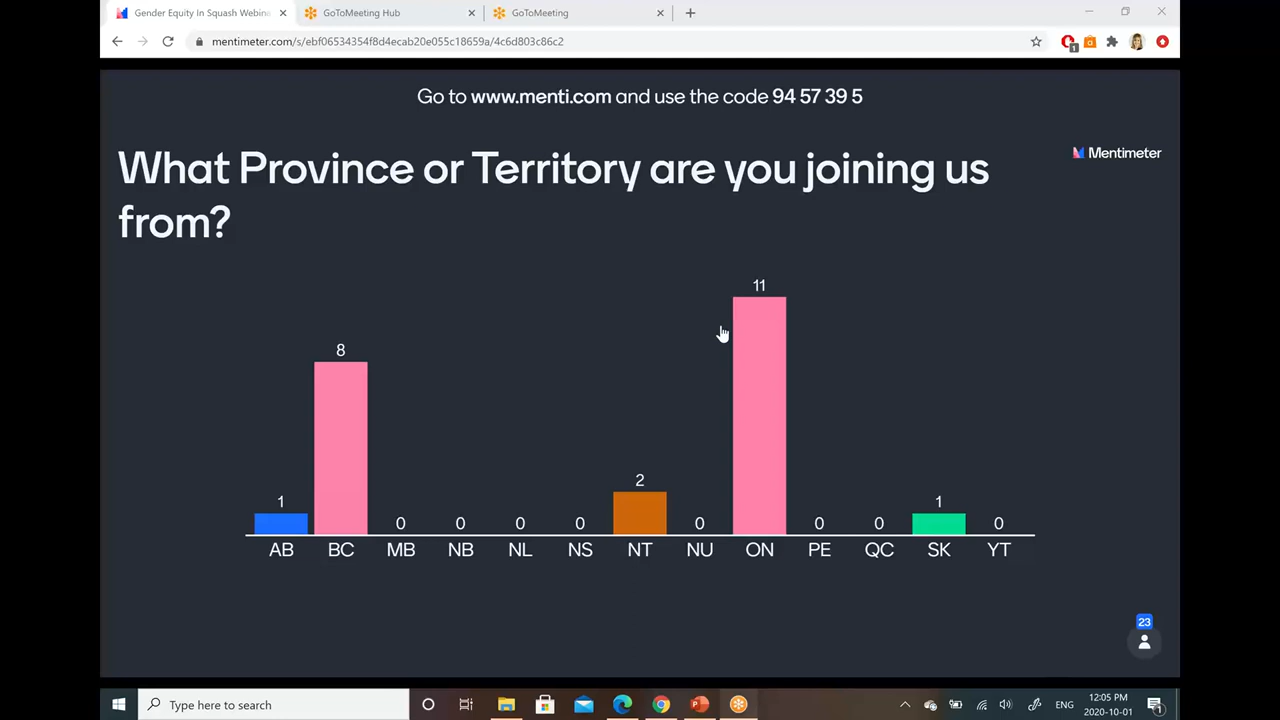 Gender Equity In Squash Webina
GoToMeeting Hub
GoToMeeting
mentimeter.com/s/ebf06534354f8d4ecab20e055c18659a/4c6d803c86c2
1
Go to www.menti.com and use the code 94 57 39 5
What Province or Territory are you joining us
from?
Mentimeter
1
8
0
0
0
0
2
0
11
0
0
1
0
AB
BC
MB
NB
NL
NS
NT
NU
ON
PE
QC
SK
YT
23
Type here to search
ENG
12:05 PM
2020-10-01
1